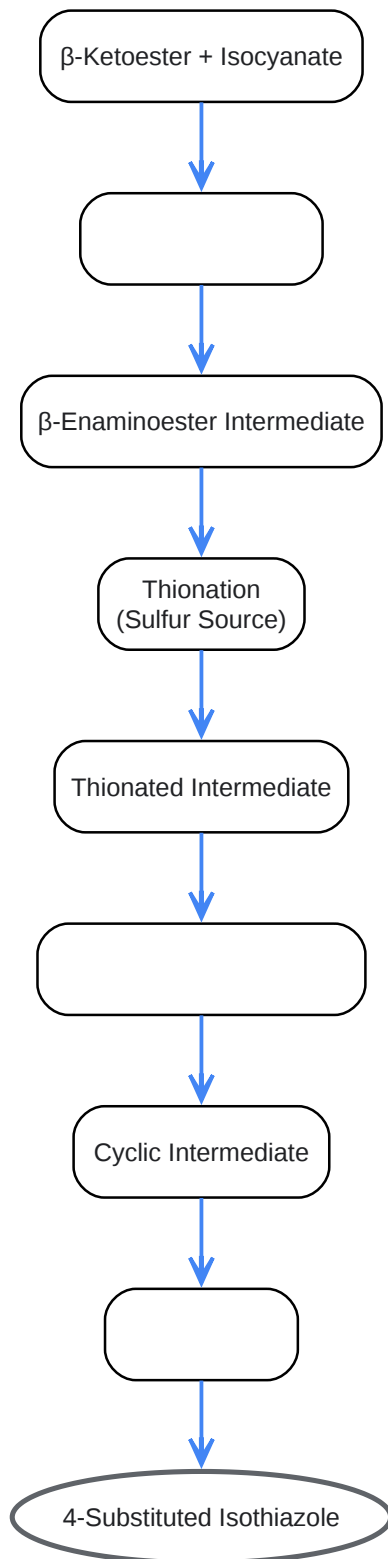 β-Ketoester + Isocyanate
β-Enaminoester Intermediate
Thionation
(Sulfur Source)
Thionated Intermediate
Cyclic Intermediate
4-Substituted Isothiazole